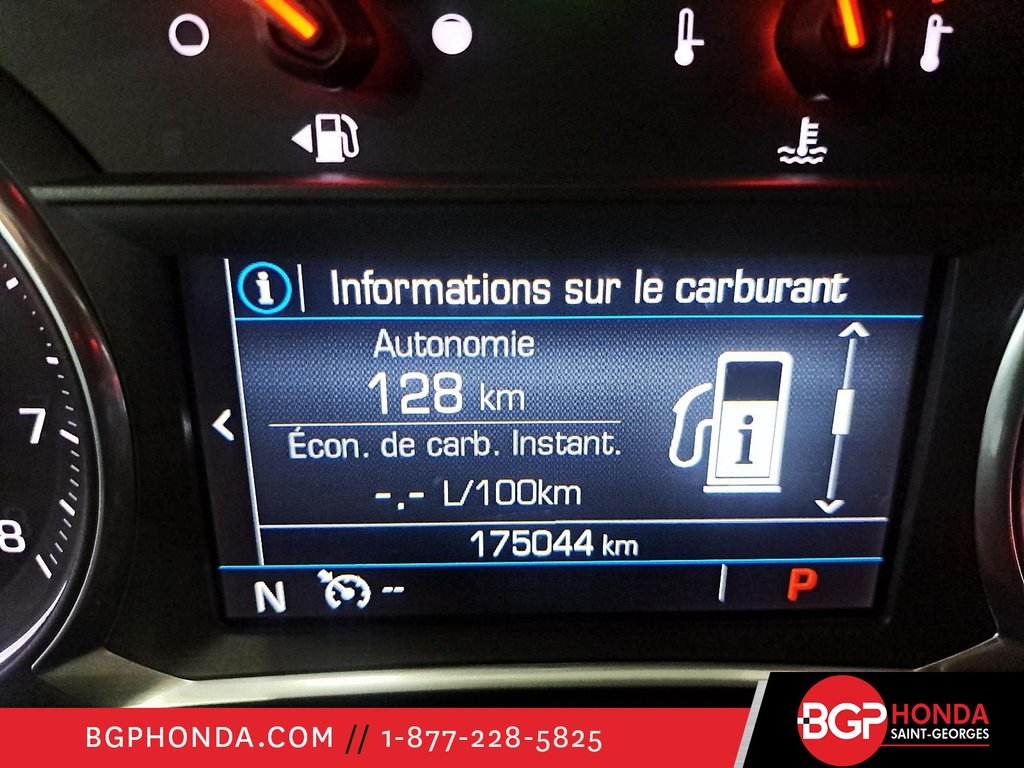 i Informations sur le carburant
Autonomie
128 km
Écon. de carb. Instant.
-.- L/100km
i
175044 km
N -- P
7
8
BGPHONDA.COM // 1-877-228-5825
BGP HONDA
SAINT-GEORGES